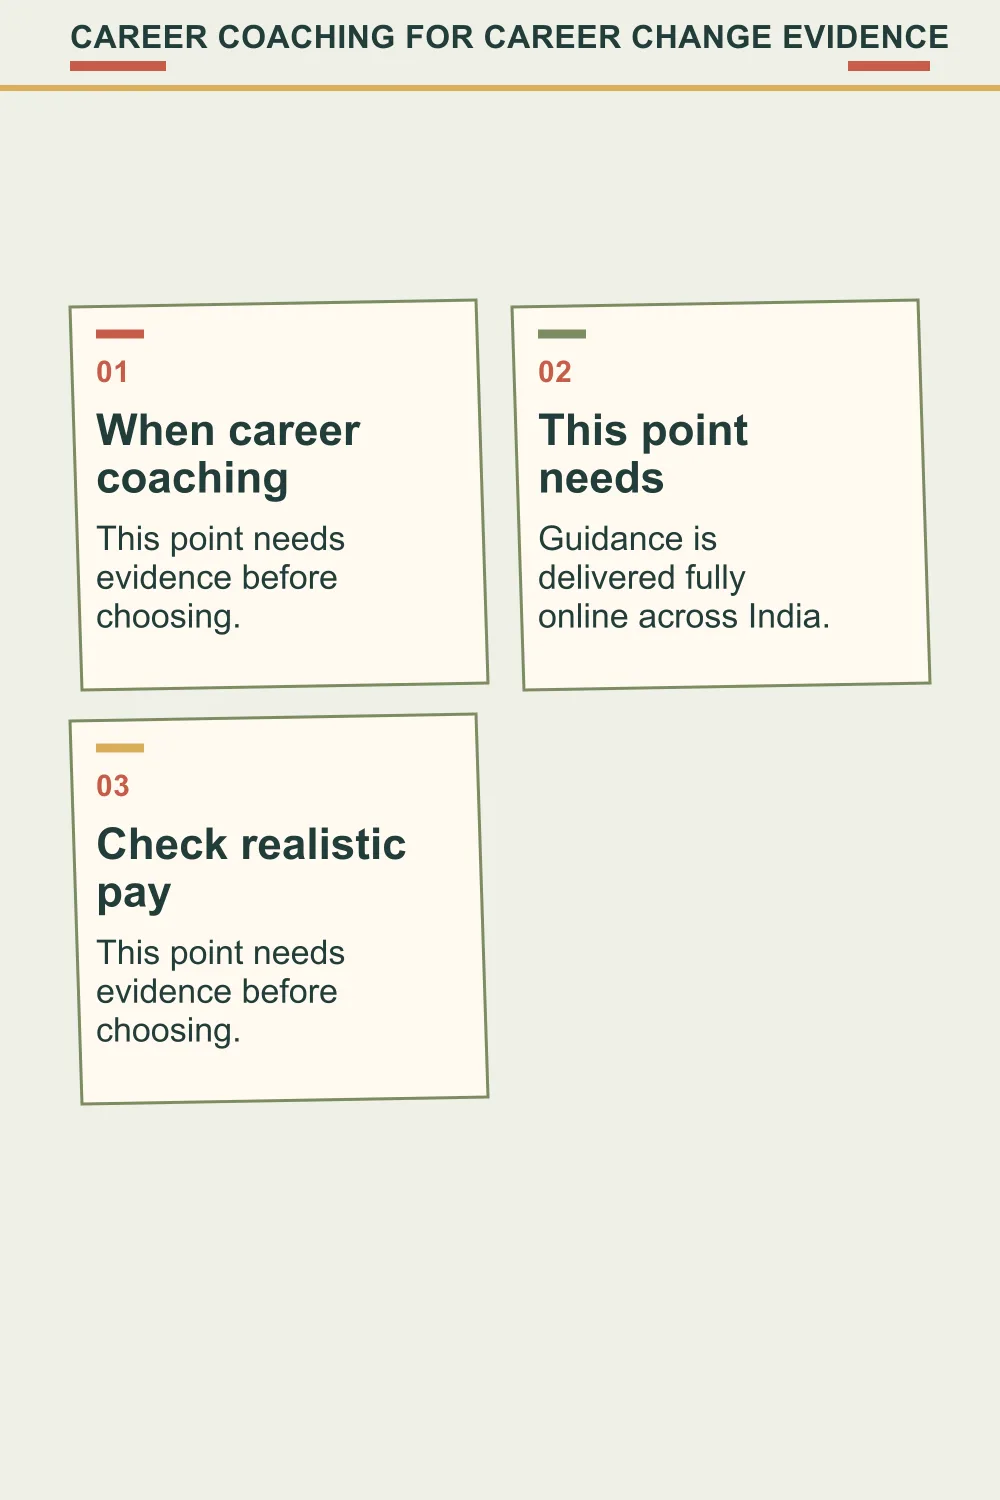 CAREER COACHING FOR CAREER CHANGE EVIDENCE
01
When career
coaching
This point needs
evidence before
choosing.
02
This point
needs
Guidance is
delivered fully
online across India.
03
Check realistic
pay
This point needs
evidence before
choosing.